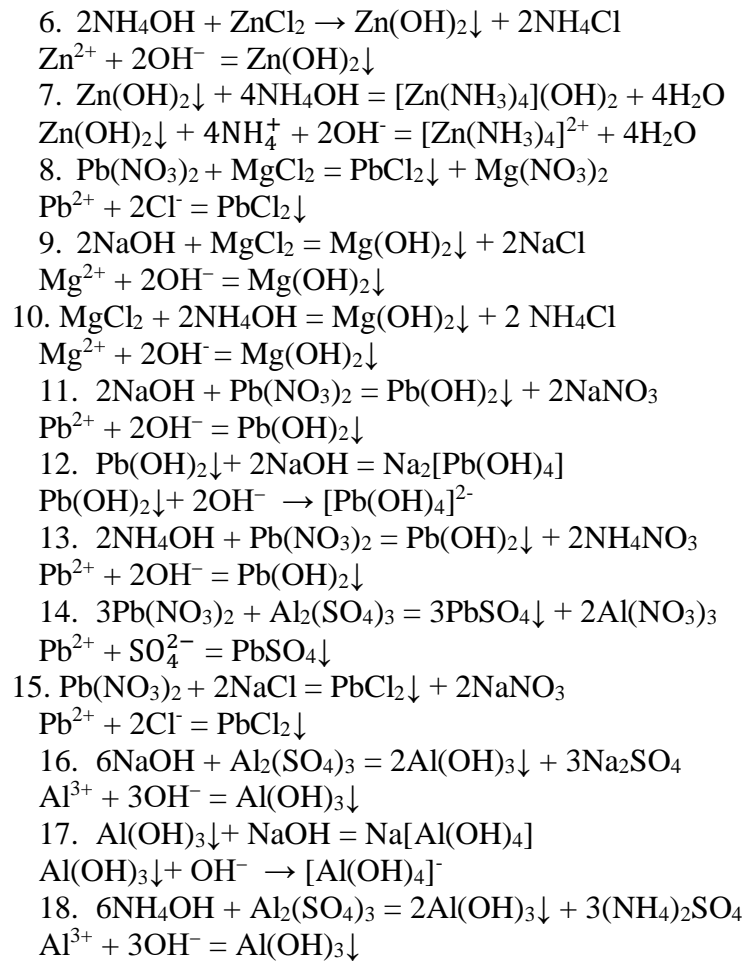 6. 2NH₄OH + ZnCl₂ → Zn(OH)₂↓ + 2NH₄Cl
Zn²⁺ + 2OH⁻ = Zn(OH)₂↓
7. Zn(OH)₂↓ + 4NH₄OH = [Zn(NH₃)₄](OH)₂ + 4H₂O
Zn(OH)₂↓ + 4NH₄⁺ + 2OH⁻ = [Zn(NH₃)₄]²⁺ + 4H₂O
8. Pb(NO₃)₂ + MgCl₂ = PbCl₂↓ + Mg(NO₃)₂
Pb²⁺ + 2Cl⁻ = PbCl₂↓
9. 2NaOH + MgCl₂ = Mg(OH)₂↓ + 2NaCl
Mg²⁺ + 2OH⁻ = Mg(OH)₂↓
10. MgCl₂ + 2NH₄OH = Mg(OH)₂↓ + 2 NH₄Cl
Mg²⁺ + 2OH⁻ = Mg(OH)₂↓
11. 2NaOH + Pb(NO₃)₂ = Pb(OH)₂↓ + 2NaNO₃
Pb²⁺ + 2OH⁻ = Pb(OH)₂↓
12. Pb(OH)₂↓+ 2NaOH = Na₂[Pb(OH)₄]
Pb(OH)₂↓+ 2OH⁻ → [Pb(OH)₄]²⁻
13. 2NH₄OH + Pb(NO₃)₂ = Pb(OH)₂↓ + 2NH₄NO₃
Pb²⁺ + 2OH⁻ = Pb(OH)₂↓
14. 3Pb(NO₃)₂ + Al₂(SO₄)₃ = 3PbSO₄↓ + 2Al(NO₃)₃
Pb²⁺ + SO₄²⁻ = PbSO₄↓
15. Pb(NO₃)₂ + 2NaCl = PbCl₂↓ + 2NaNO₃
Pb²⁺ + 2Cl⁻ = PbCl₂↓
16. 6NaOH + Al₂(SO₄)₃ = 2Al(OH)₃↓ + 3Na₂SO₄
Al³⁺ + 3OH⁻ = Al(OH)₃↓
17. Al(OH)₃↓+ NaOH = Na[Al(OH)₄]
Al(OH)₃↓+ OH⁻ → [Al(OH)₄]⁻
18. 6NH₄OH + Al₂(SO₄)₃ = 2Al(OH)₃↓ + 3(NH₄)₂SO₄
Al³⁺ + 3OH⁻ = Al(OH)₃↓